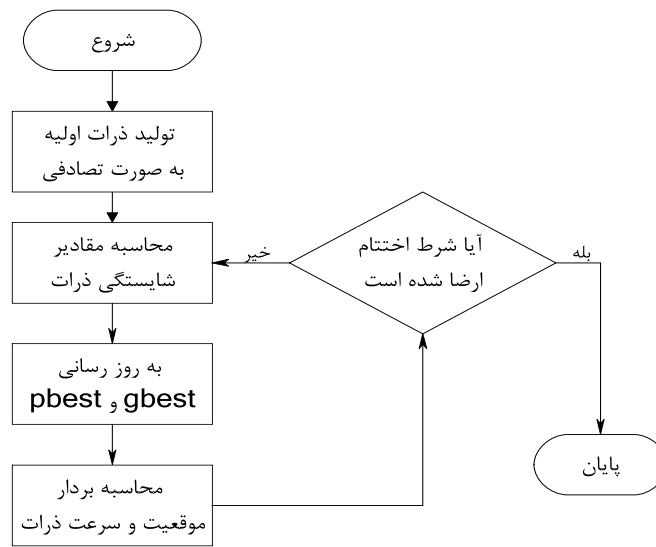 شروع
تولید ذرات اولیه
به صورت تصادفی
محاسبه مقادیر
شایستگی ذرات
به روز رسانی
gbest و pbest
محاسبه بردار
موقعیت و سرعت ذرات
آیا شرط اختتام
ارضا شده است
خیر
بله
پایان